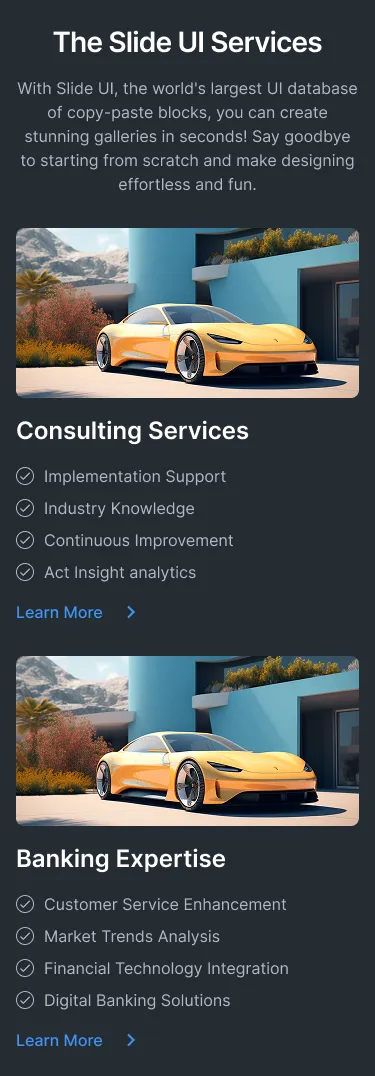 The Slide UI Services
With Slide UI, the world's largest UI database
of copy-paste blocks, you can create
stunning galleries in seconds! Say goodbye
to starting from scratch and make designing
effortless and fun.
Consulting Services
Implementation Support
Industry Knowledge
Continuous Improvement
Act Insight analytics
Learn More
Banking Expertise
Customer Service Enhancement
Market Trends Analysis
Financial Technology Integration
Digital Banking Solutions
Learn More